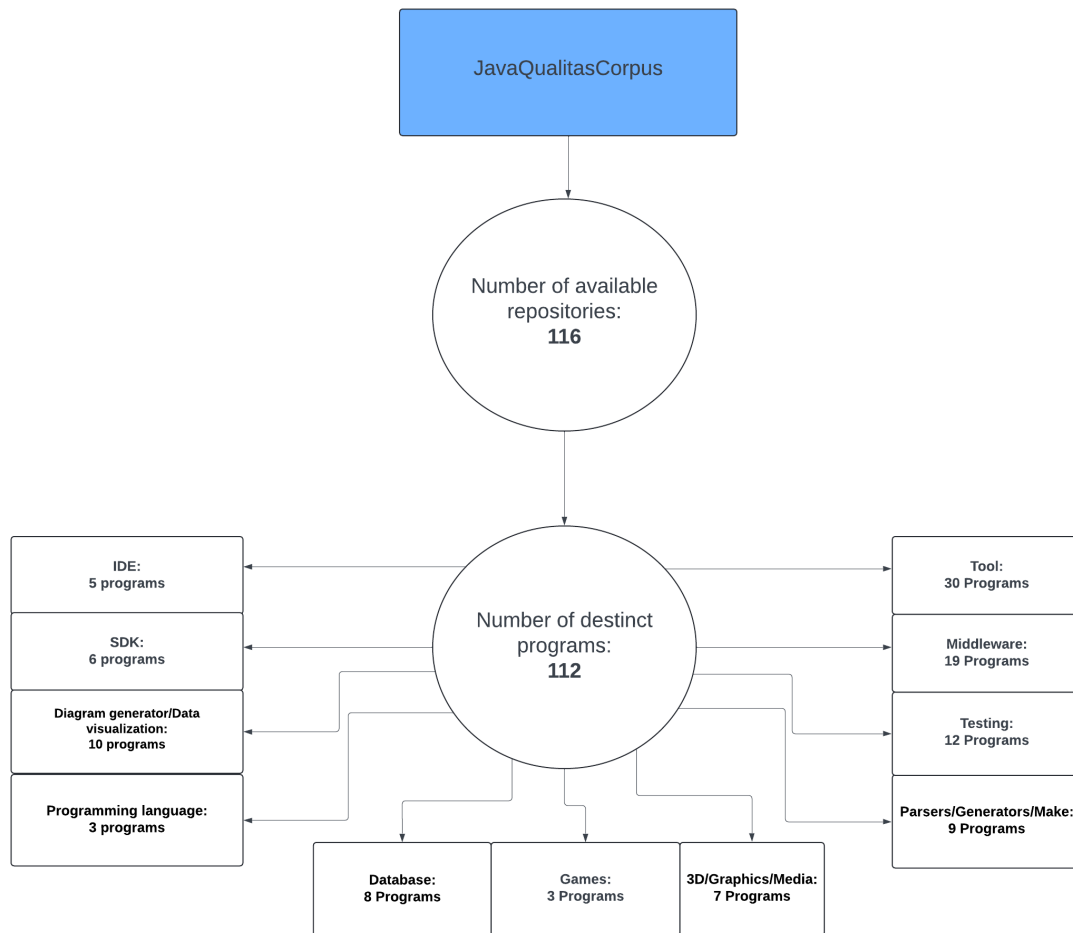 JavaQualitasCorpus
Number of available
repositories:
116
Number of destinct
programs:
112
IDE:
5 programs
SDK:
6 programs
Diagram generator/Data
visualization:
10 programs
Programming language:
3 programs
Tool:
30 Programs
Middleware:
19 Programs
Testing:
12 Programs
Parsers/Generators/Make:
9 Programs
Database:
8 Programs
Games:
3 Programs
3D/Graphics/Media:
7 Programs